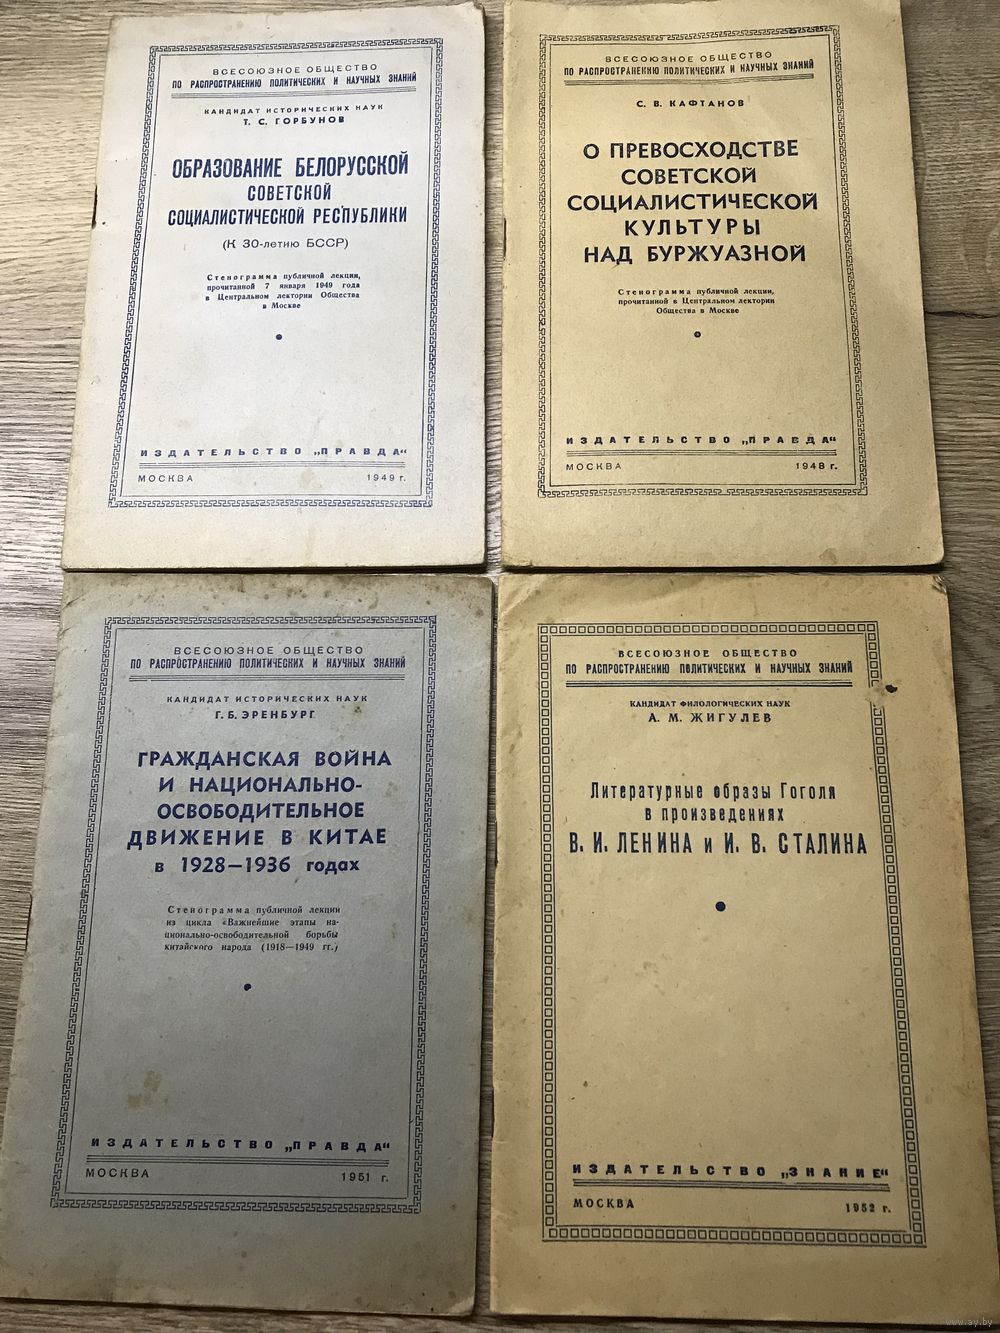 ВСЕСОЮЗНОЕ ОБЩЕСТВО
ПО РАСПРОСТРАНЕНИЮ ПОЛИТИЧЕСКИХ И НАУЧНЫХ ЗНАНИЙ
КАНДИДАТ ИСТОРИЧЕСКИХ НАУК
Т. С. ГОРБУНОВ
ОБРАЗОВАНИЕ БЕЛОРУССКОЙ
СОВЕТСКОЙ
СОЦИАЛИСТИЧЕСКОЙ РЕСПУБЛИКИ
(К 30-летию БССР)
Стенограмма публичной лекции,
прочитанной 7 января 1949 года
в Центральном лектории Общества
в Москве
ИЗДАТЕЛЬСТВО „ПРАВДА“
МОСКВА 1949 г.
ВСЕСОЮЗНОЕ ОБЩЕСТВО
ПО РАСПРОСТРАНЕНИЮ ПОЛИТИЧЕСКИХ И НАУЧНЫХ ЗНАНИЙ
С. В. КАФТАНОВ
О ПРЕВОСХОДСТВЕ
СОВЕТСКОЙ
СОЦИАЛИСТИЧЕСКОЙ
КУЛЬТУРЫ
НАД БУРЖУАЗНОЙ
Стенограмма публичной лекции,
прочитанной в Центральном лектории
Общества в Москве
ИЗДАТЕЛЬСТВО „ПРАВДА“
МОСКВА 1948 г.
ВСЕСОЮЗНОЕ ОБЩЕСТВО
ПО РАСПРОСТРАНЕНИЮ ПОЛИТИЧЕСКИХ И НАУЧНЫХ ЗНАНИЙ
КАНДИДАТ ИСТОРИЧЕСКИХ НАУК
Г. Б. ЭРЕНБУРГ
ГРАЖДАНСКАЯ ВОЙНА
И НАЦИОНАЛЬНО-
ОСВОБОДИТЕЛЬНОЕ
ДВИЖЕНИЕ В КИТАЕ
в 1928—1936 годах
Стенограмма публичной лекции
из цикла «Важнейшие этапы на-
ционально-освободительной борьбы
китайского народа (1918—1949 гг.)
ИЗДАТЕЛЬСТВО „ПРАВДА“
МОСКВА 1951 г.
ВСЕСОЮЗНОЕ ОБЩЕСТВО
ПО РАСПРОСТРАНЕНИЮ ПОЛИТИЧЕСКИХ И НАУЧНЫХ ЗНАНИЙ
КАНДИДАТ ФИЛОЛОГИЧЕСКИХ НАУК
А. М. ЖИГУЛЕВ
Литературные образы Гоголя
в произведениях
В. И. ЛЕНИНА и И. В. СТАЛИНА
ИЗДАТЕЛЬСТВО „ЗНАНИЕ“
МОСКВА 1952 г.
www.ay.by